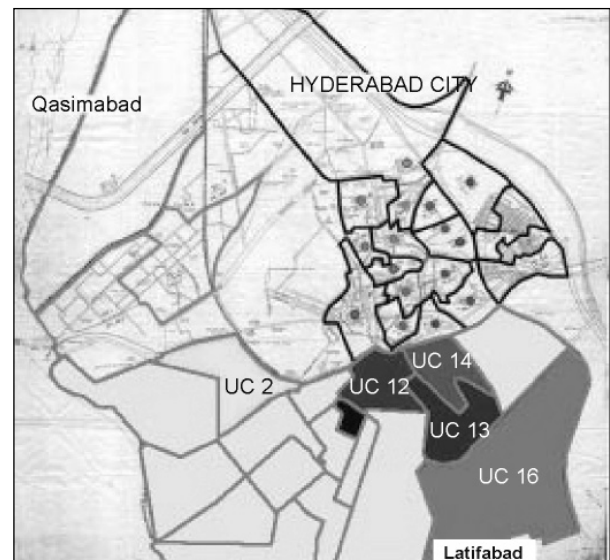 HYDERABAD CITY
Qasimabad
UC 14
UC 2
UC 12
UC 13
UC 16
Latifabad